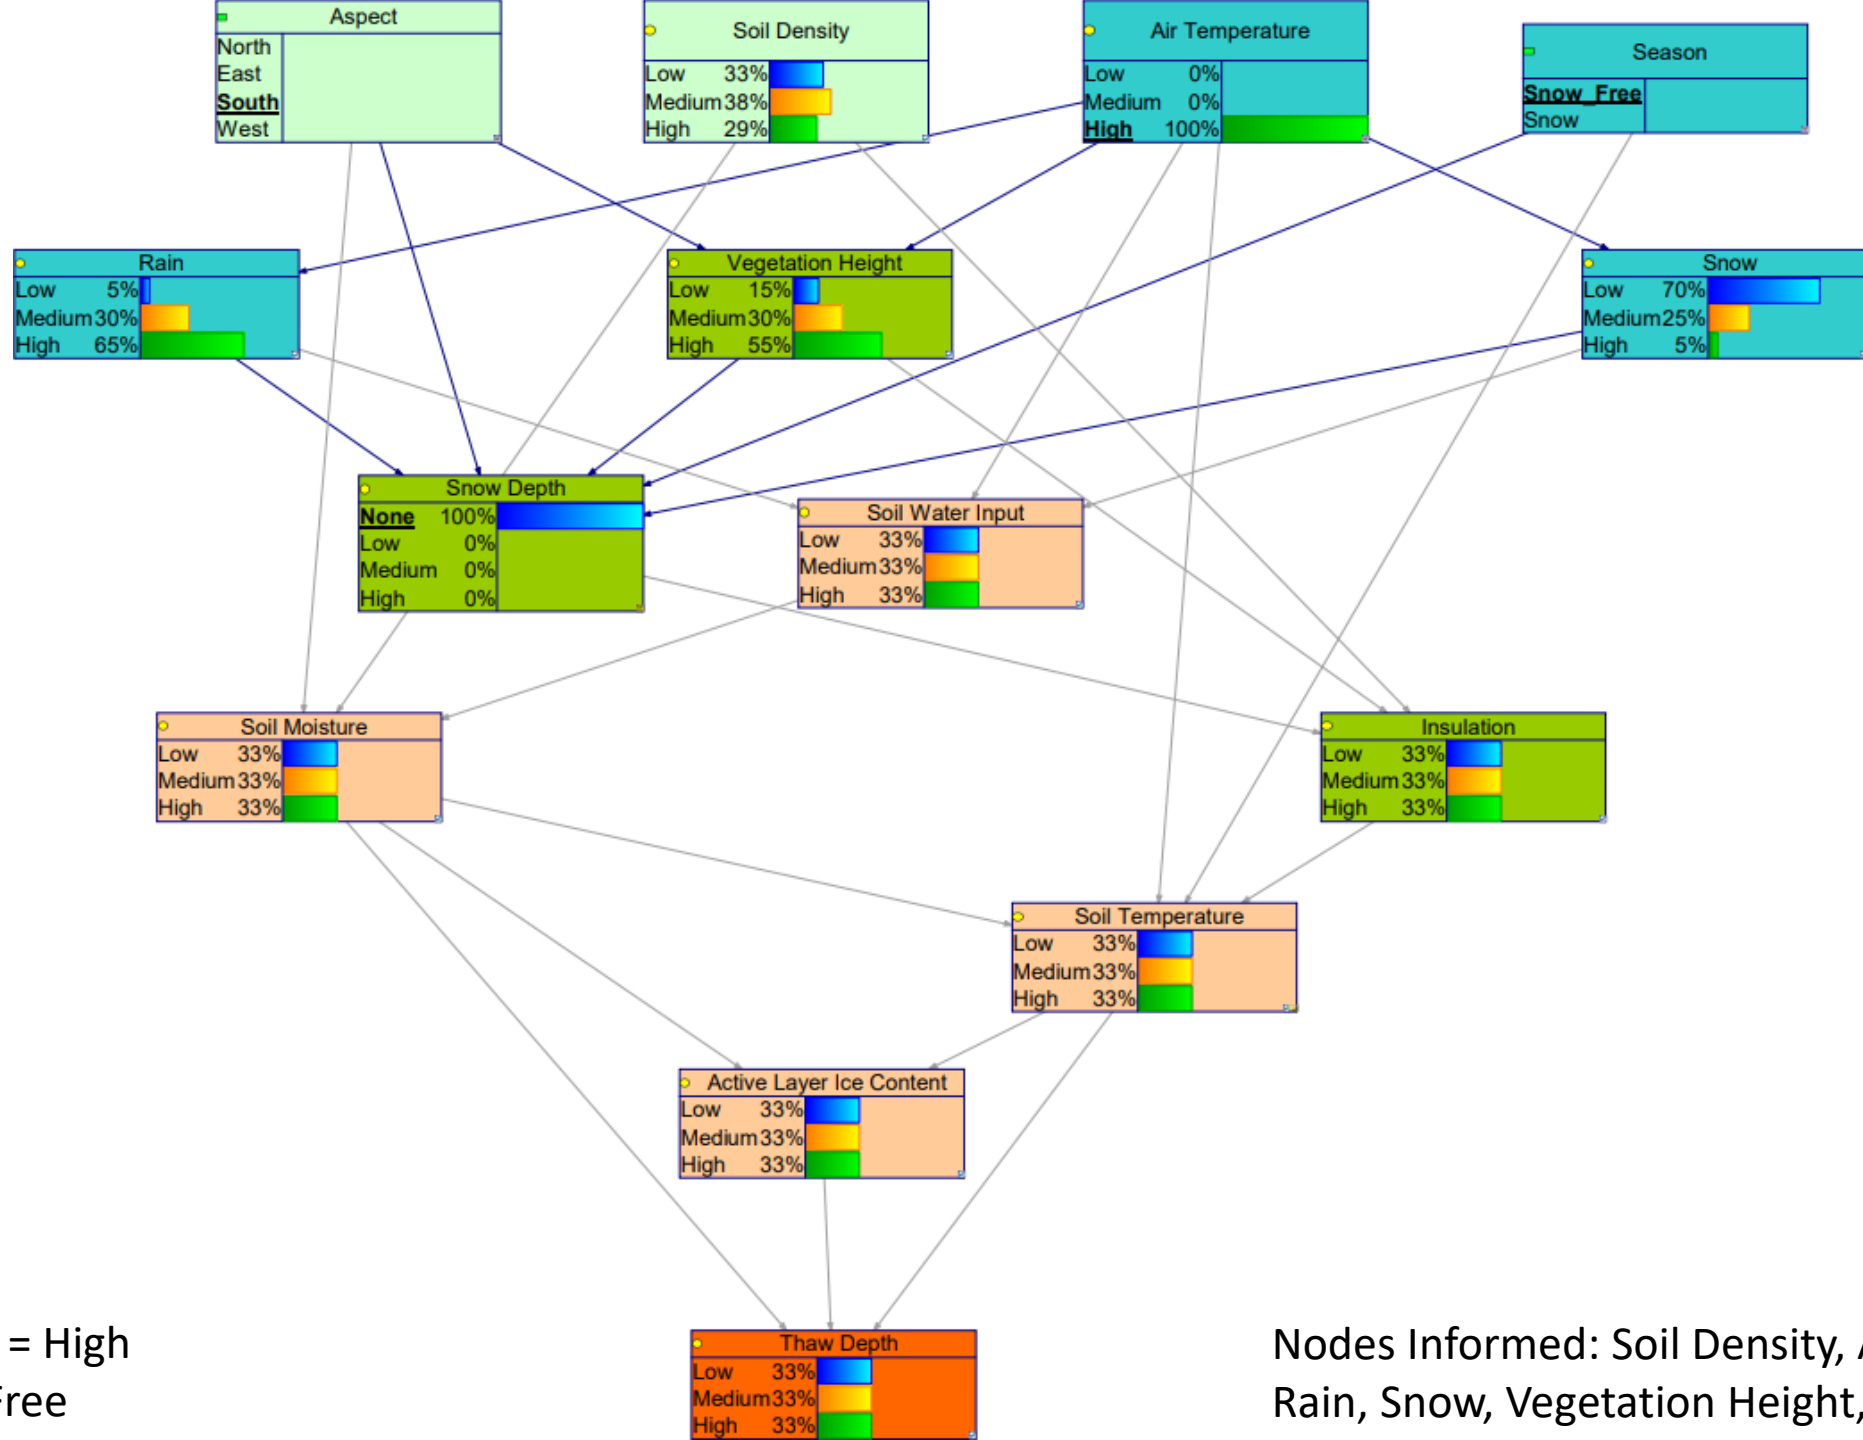 Aspect
North
East
South
West
Soil Density
Low 33%
Medium 38%
High 29%
Air Temperature
Low 0%
Medium 0%
High 100%
Season
Snow_Free
Snow
Rain
Low 5%
Medium 30%
High 65%
Vegetation Height
Low 15%
Medium 30%
High 55%
Snow
Low 70%
Medium 25%
High 5%
Snow Depth
None 100%
Low 0%
Medium 0%
High 0%
Soil Water Input
Low 33%
Medium 33%
High 33%
Soil Moisture
Low 33%
Medium 33%
High 33%
Insulation
Low 33%
Medium 33%
High 33%
Soil Temperature
Low 33%
Medium 33%
High 33%
Active Layer Ice Content
Low 33%
Medium 33%
High 33%
Thaw Depth
Low 33%
Medium 33%
High 33%
= High
Nodes Informed: Soil Density,
Rain, Snow, Vegetation Height,